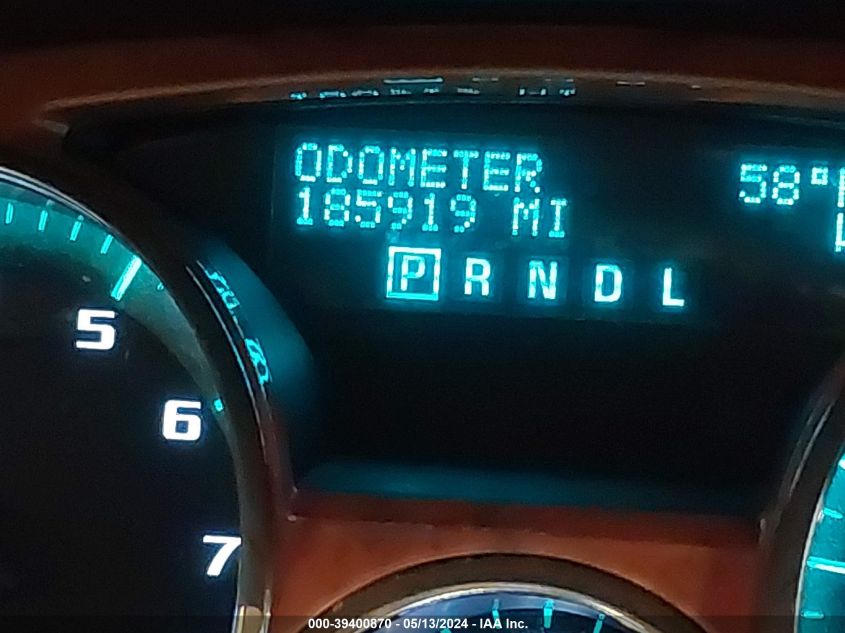 ODOMETER
185919 MI
58°
P R N D L
5
6
7
000-39400870 - 05/13/2024 - IAA Inc.